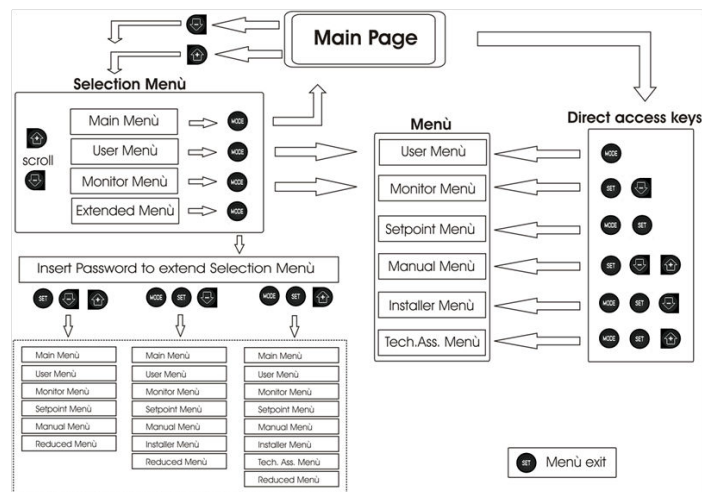 Main Page
Selection Menù
Main Menù
MODE
User Menù
MODE
Monitor Menù
MODE
Extended Menù
MODE
scroll
Insert Password to extend Selection Menù
SET
MODE SET
MODE SET
Main Menù
User Menù
Monitor Menù
Setpoint Menù
Manual Menù
Reduced Menù
Main Menù
User Menù
Monitor Menù
Setpoint Menù
Manual Menù
Installer Menù
Reduced Menù
Main Menù
User Menù
Monitor Menù
Setpoint Menù
Manual Menù
Installer Menù
Tech. Ass. Menù
Reduced Menù
Menù
User Menù
Monitor Menù
Setpoint Menù
Manual Menù
Installer Menù
Tech.Ass. Menù
Direct access keys
MODE
SET
MODE SET
SET
MODE SET
MODE SET
SET Menù exit